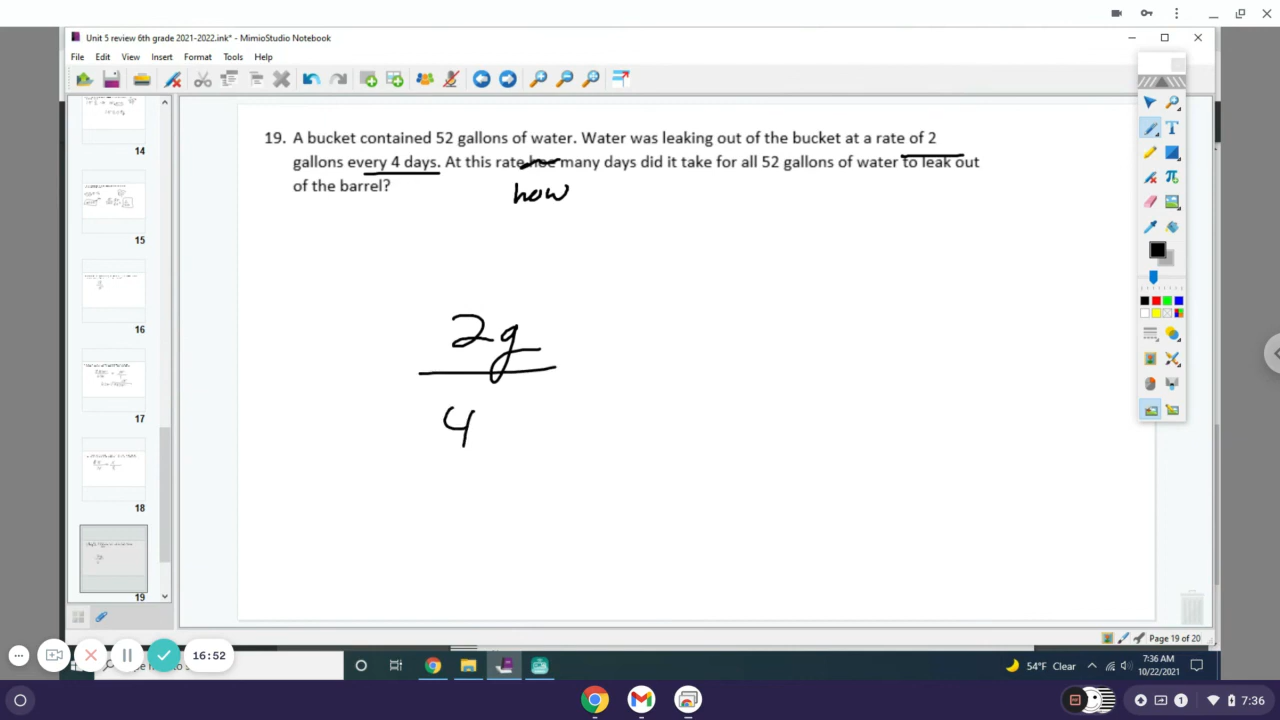 Unit 5 review 6th grade 2021-2022.ink* - MimioStudio Notebook
File Edit View Insert Format Tools Help
19. A bucket contained 52 gallons of water. Water was leaking out of the bucket at a rate of 2
gallons every 4 days. At this rate hoe many days did it take for all 52 gallons of water to leak out
of the barrel?
how
2g
4
14
15
16
17
18
19
Page 19 of 20
16:52
54°F Clear
7:36 AM
10/22/2021
1
7:36